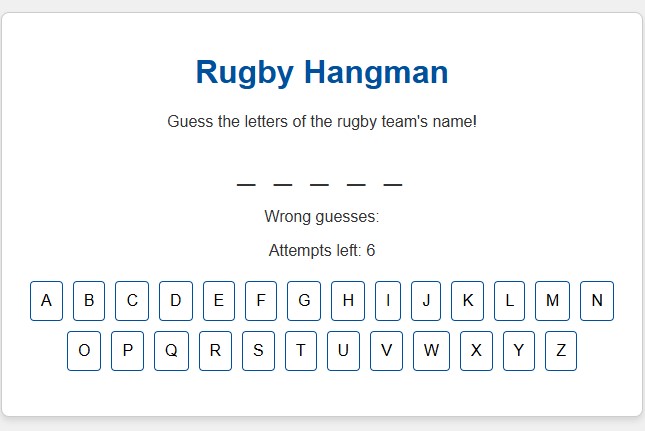 Rugby Hangman
Guess the letters of the rugby team's name!
_ _ _ _ _
Wrong guesses:
Attempts left: 6
A B C D E F G H I J K L M N
O P Q R S T U V W X Y Z